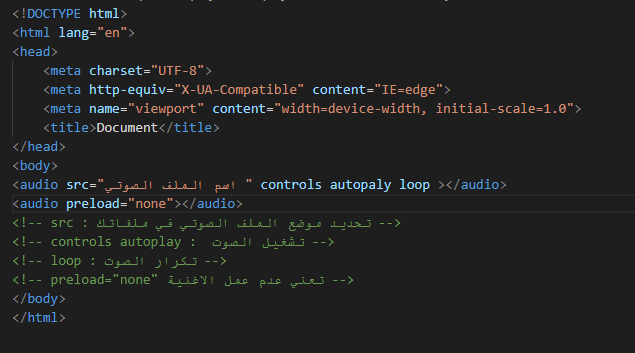 <!DOCTYPE html>
<html lang="en">
<head>
<meta charset="UTF-8">
<meta http-equiv="X-UA-Compatible" content="IE=edge">
<meta name="viewport" content="width=device-width, initial-scale=1.0">
<title>Document</title>
</head>
<body>
<audio src="اسم الملف الصوتي " controls autopaly loop ></audio>
<audio preload="none"></audio>
<!-- src : تحديد موضع الملف الصوتي في ملفاتك -->
<!-- controls autoplay : تشغيل الصوت -->
<!-- loop : تكرار الصوت -->
<!-- preload="none" تعني عدم عمل الاغنية -->
</body>
</html>